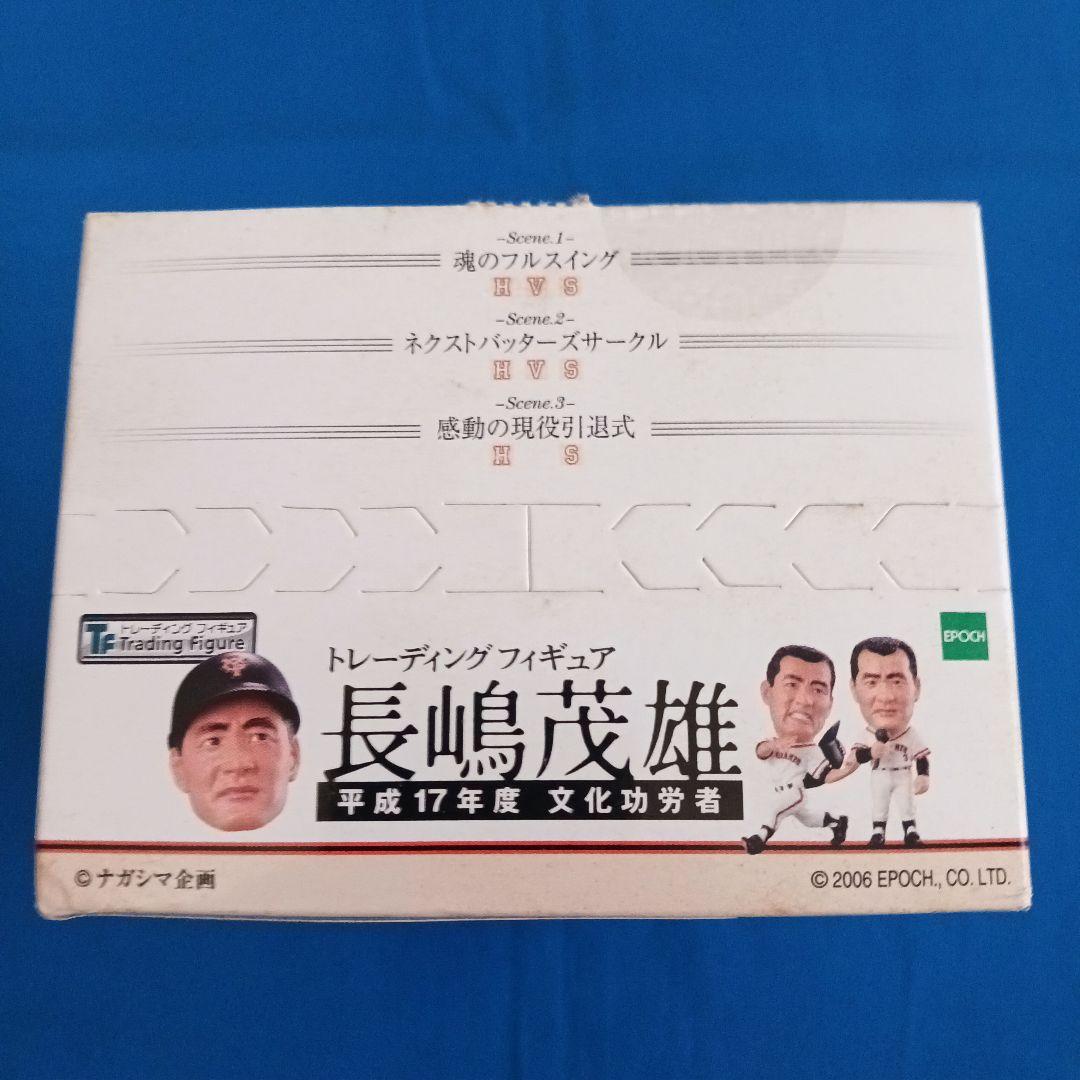 –Scene.1–
魂のフルスイング
H V S
–Scene.2–
ネクストバッターズサークル
H V S
–Scene.3–
感動の現役引退式
H S
TF トレーディング フィギュア
Trading figure
EPOCH
トレーディング フィギュア
長嶋茂雄
平成17年度 文化功労者
©ナガシマ企画
© 2006 EPOCH., CO. LTD.